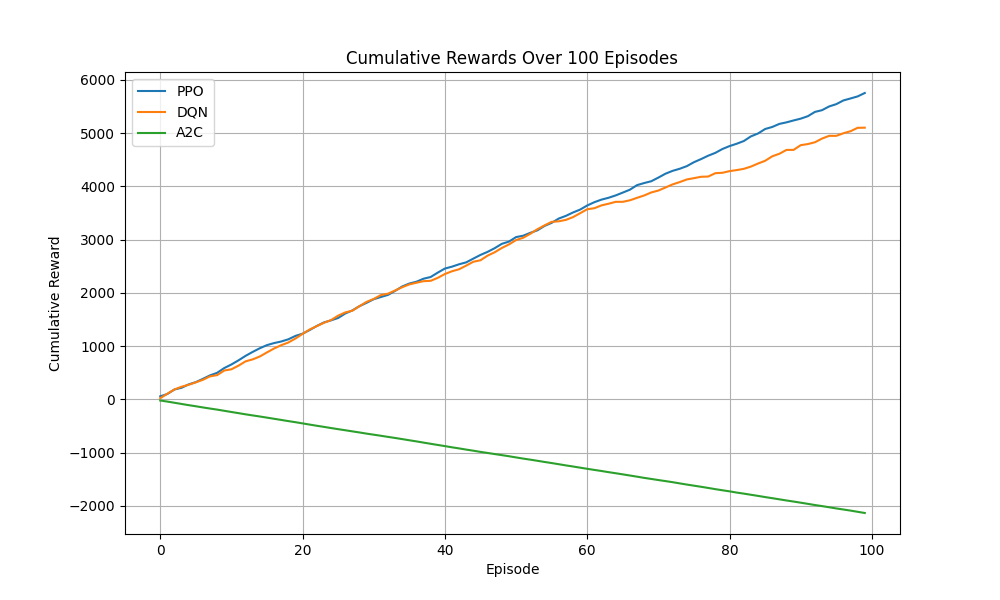 Cumulative Rewards Over 100 Episodes
PPO
DQN
A2C
6000
5000
4000
3000
2000
1000
0
−1000
−2000
Cumulative Reward
0 20 40 60 80 100
Episode